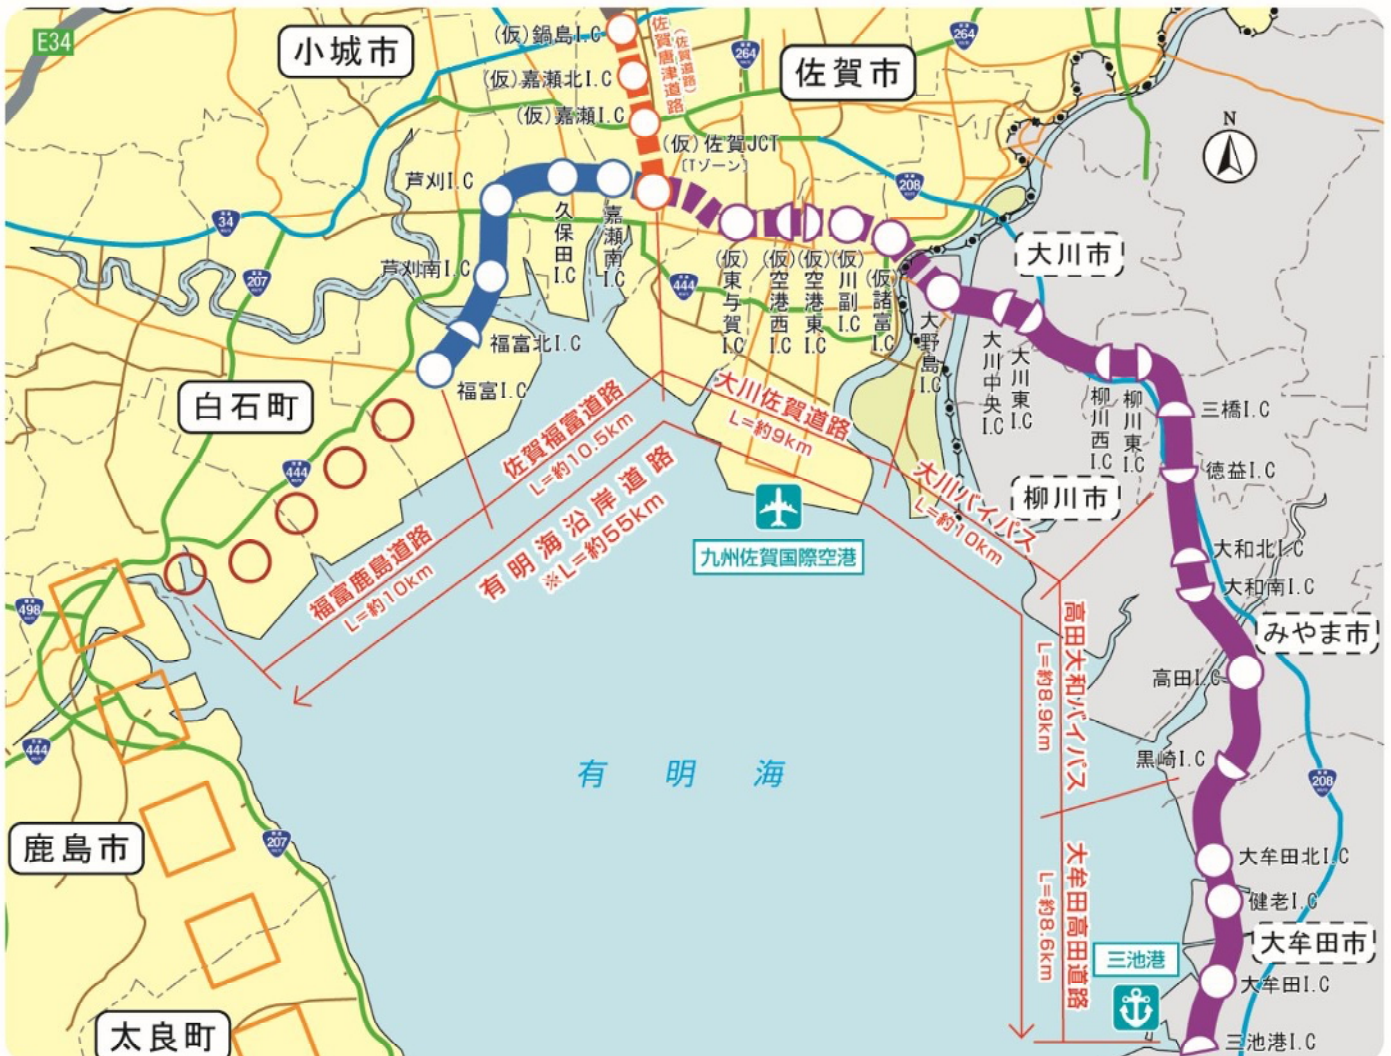 E34
小城市
(仮)鍋島I.C
(仮)嘉瀬北I.C
(仮)嘉瀬I.C
佐賀唐津道路
(佐賀道路)
264
佐賀市
264
N
(仮)佐賀JCT
[Tゾーン]
芦刈I.C
久保田I.C
嘉瀬南I.C
208
34
芦刈南I.C
207
444
(仮)東与賀I.C
(仮)空港西I.C
(仮)空港東I.C
(仮)川副I.C
(仮)諸富I.C
大川市
大野島I.C
大川中央I.C
大川東I.C
柳川西I.C
柳川東I.C
三橋I.C
福富北I.C
福富I.C
白石町
佐賀福富道路
L=約10.5km
大川佐賀道路
L=約9km
大川バイパス
L=約10km
徳益I.C
柳川市
444
有明海沿岸道路
※L=約55km
九州佐賀国際空港
大和北I.C
大和南I.C
福富鹿島道路
L=約10km
498
みやま市
高田大和バイパス
L=約8.9km
高田I.C
444
有明海
黒崎I.C
208
鹿島市
207
大牟田高田道路
L=約8.6km
大牟田北I.C
健老I.C
大牟田市
三池港
大牟田I.C
太良町
三池港I.C